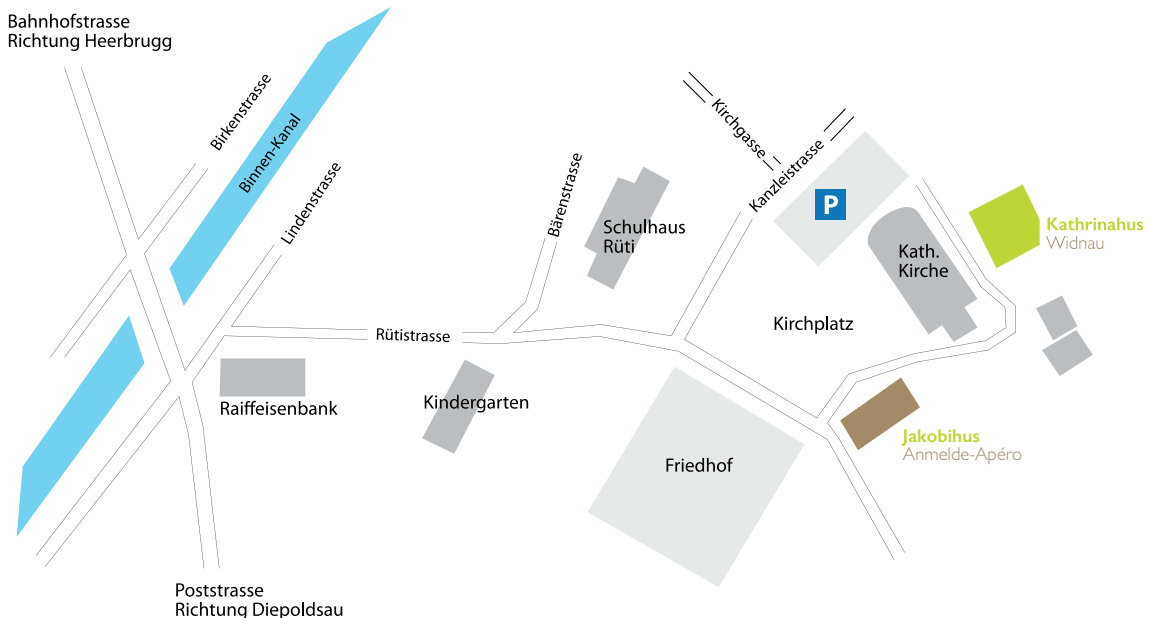 Bahnhofstrasse
Richtung Heerbrugg
Birkenstrasse
Binnen-Kanal
Lindenstrasse
Bärenstrasse
Schulhaus
Rüti
Kirchgasse
Kanzleistrasse
P
Kath.
Kirche
Kathrinahus
Widnau
Kirchplatz
Rütistrasse
Raiffeisenbank
Kindergarten
Friedhof
Jakobihus
Anmelde-Apéro
Poststrasse
Richtung Diepoldsau